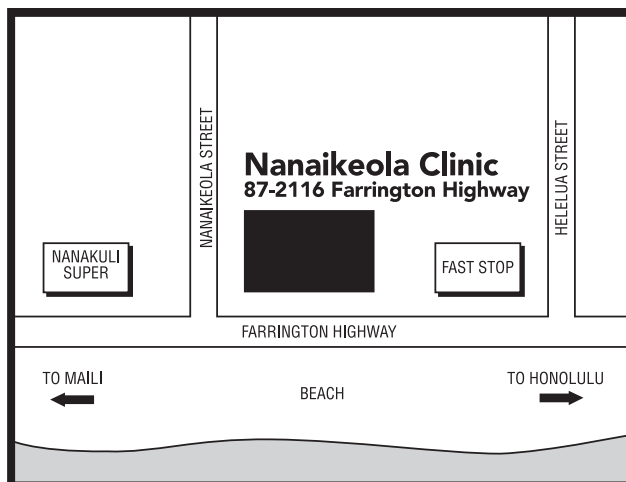 NANAIKEOLA STREET
HELELUA STREET
Nanaikeola Clinic
87-2116 Farrington Highway
NANAKULI
SUPER
FAST STOP
FARRINGTON HIGHWAY
TO MAILI
BEACH
TO HONOLULU